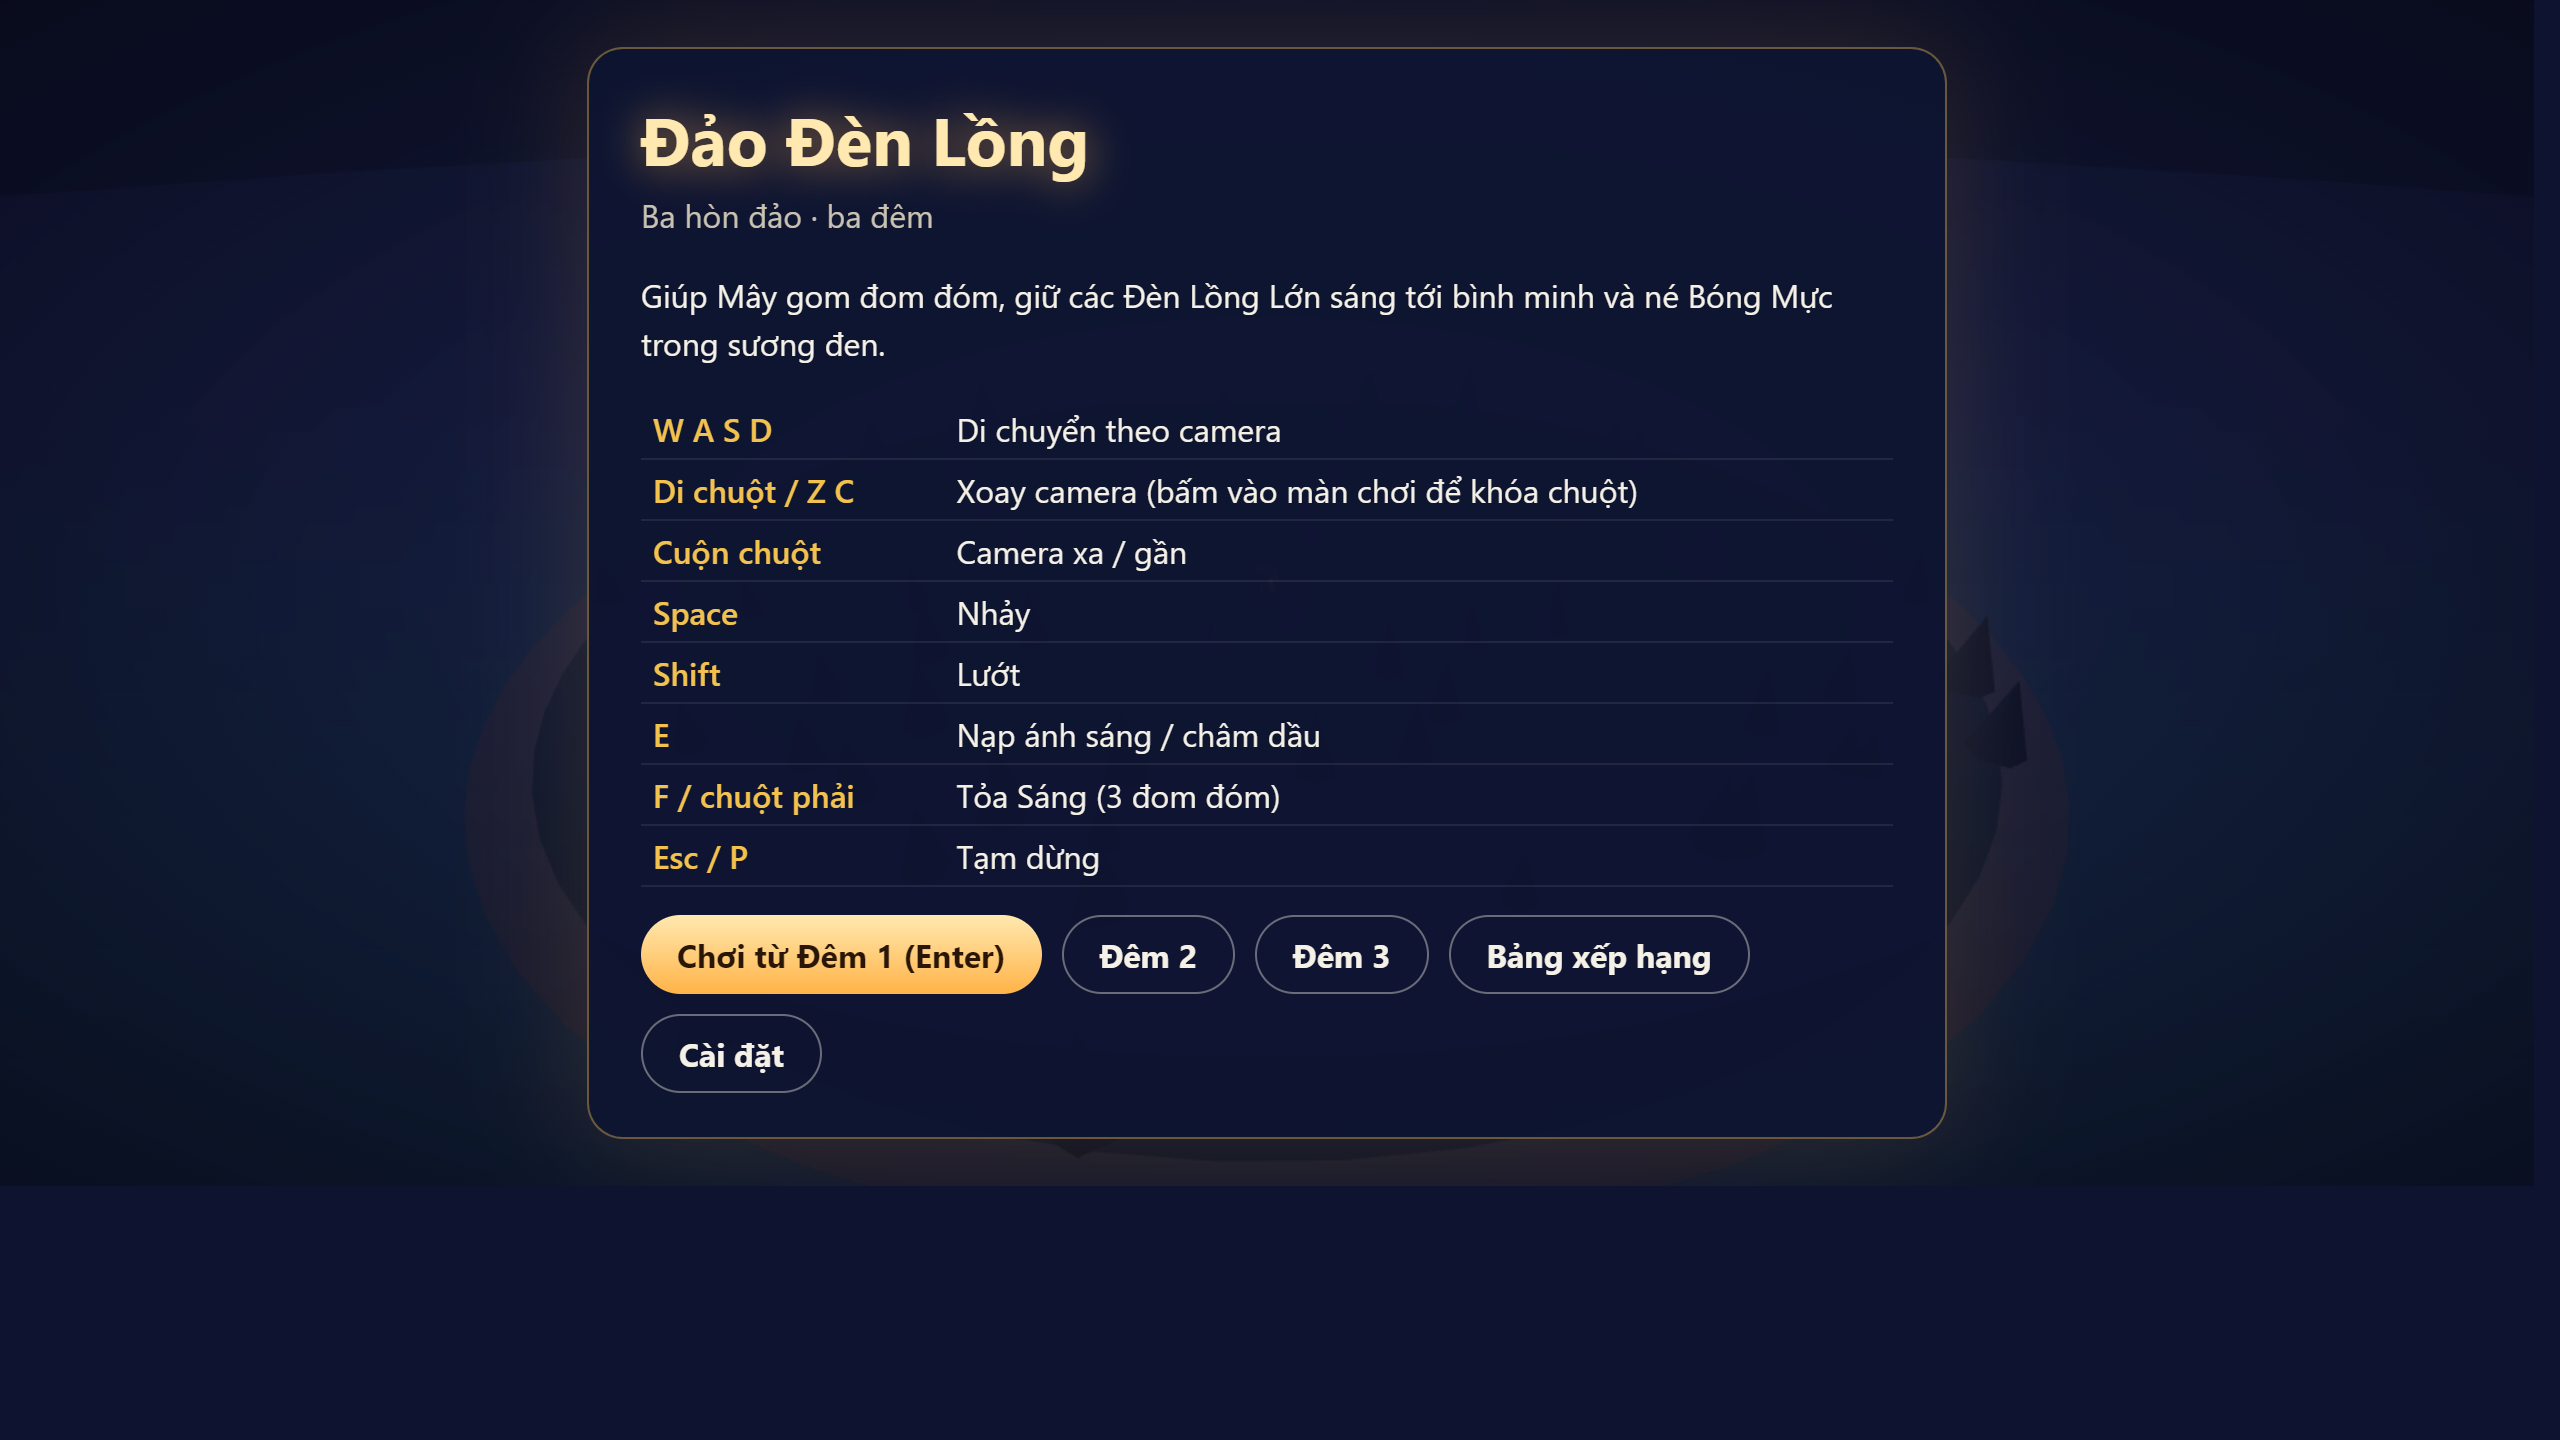 Đảo Đèn Lồng
Ba hòn đảo · ba đêm
Giúp Mây gom đom đóm, giữ các Đèn Lồng Lớn sáng tới bình minh và né Bóng Mực
trong sương đen.
W A S D Di chuyển theo camera
Di chuột / Z C Xoay camera (bấm vào màn chơi để khóa chuột)
Cuộn chuột Camera xa / gần
Space Nhảy
Shift Lướt
E Nạp ánh sáng / châm dầu
F / chuột phải Tỏa Sáng (3 đom đóm)
Esc / P Tạm dừng
Chơi từ Đêm 1 (Enter) Đêm 2 Đêm 3 Bảng xếp hạng
Cài đặt